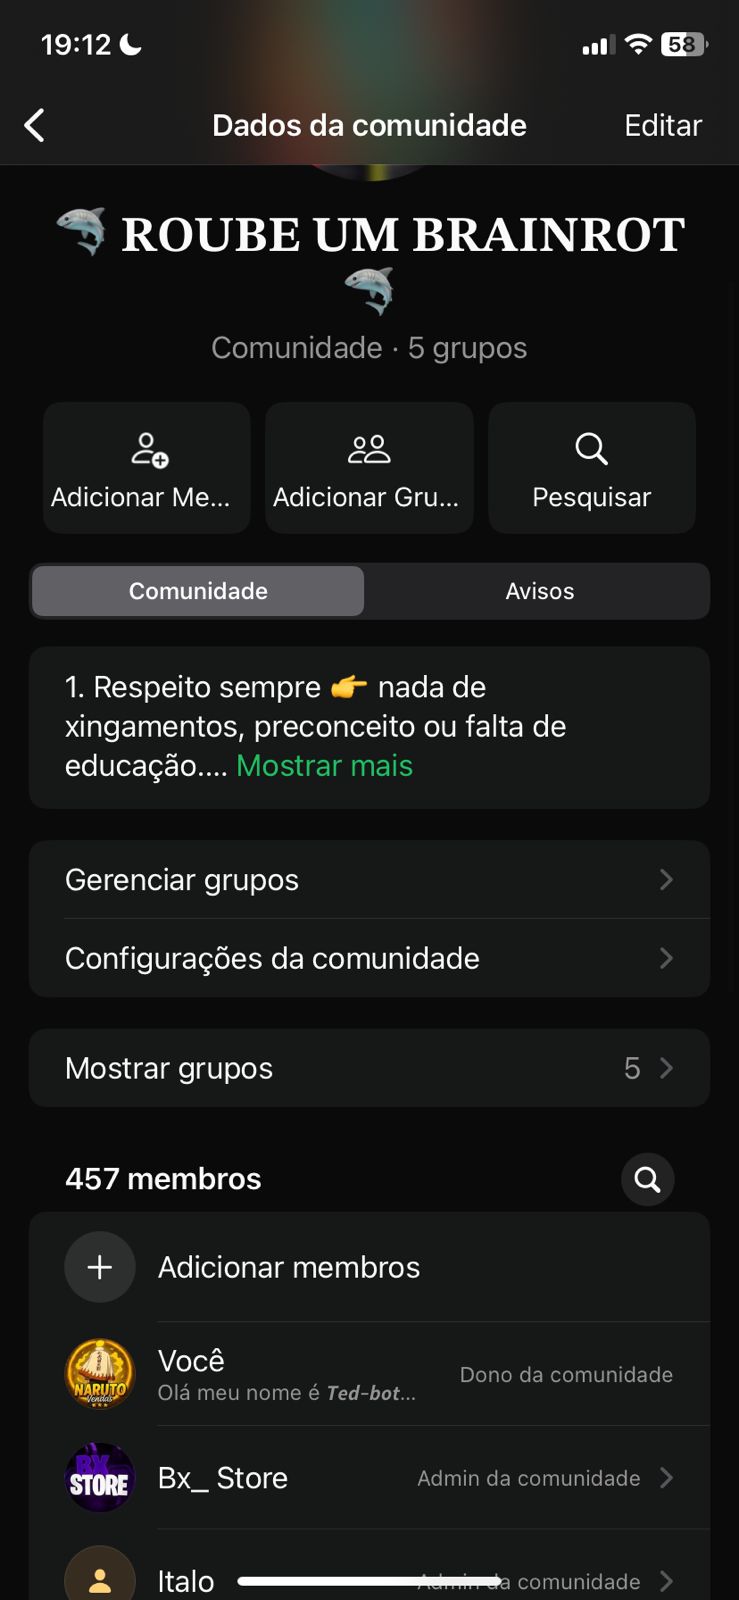 19:12
58
Dados da comunidade
Editar
🦈 ROUBE UM BRAINROT
🦈
Comunidade · 5 grupos
Adicionar Me...
Adicionar Gru...
Pesquisar
Comunidade
Avisos
1. Respeito sempre 👉 nada de
xingamentos, preconceito ou falta de
educação.... Mostrar mais
Gerenciar grupos
Configurações da comunidade
Mostrar grupos
5
457 membros
Adicionar membros
NARUTO
Vendas
Você
Olá meu nome é Ted-bot...
Dono da comunidade
BX
STORE
Bx_ Store
Admin da comunidade
Italo
Admin da comunidade